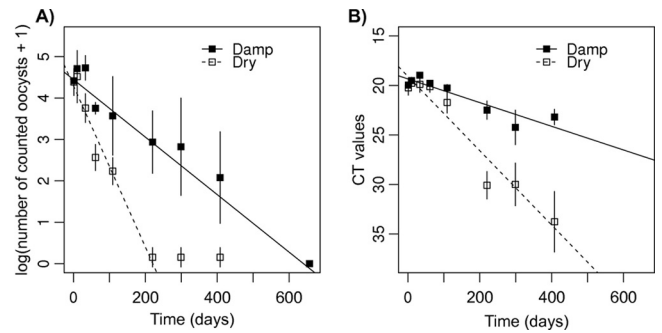 A)
log(number of counted oocysts + 1)
5
4
3
2
1
0
Damp
Dry
0 200 400 600
Time (days)
B)
CT values
15
20
25
30
35
Damp
Dry
0 200 400 600
Time (days)